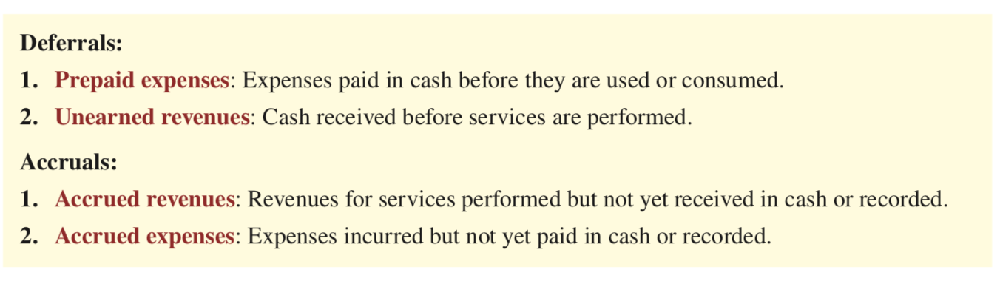 Deferrals:
1. Prepaid expenses: Expenses paid in cash before they are used or consumed.
2. Unearned revenues: Cash received before services are performed.
Accruals:
1. Accrued revenues: Revenues for services performed but not yet received in cash or recorded.
2. Accrued expenses: Expenses incurred but not yet paid in cash or recorded.